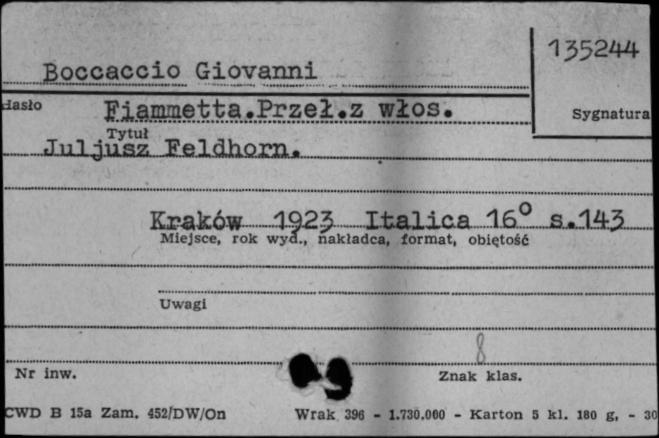 135244
Boccaccio Giovanni
Hasło
Sygnatura
Fiammetta.Przeł.z włos.
Tytuł
Juljusz Feldhorn.
Kraków 1923 Italica 16° s.143
Miejsce, rok wyd., nakładca, format, objętość
Uwagi
8
Nr inw.
Znak klas.
CWD B 15a Zam. 452/DW/On Wrak 396 - 1.730.000 - Karton 5 kl. 180 g, - 30